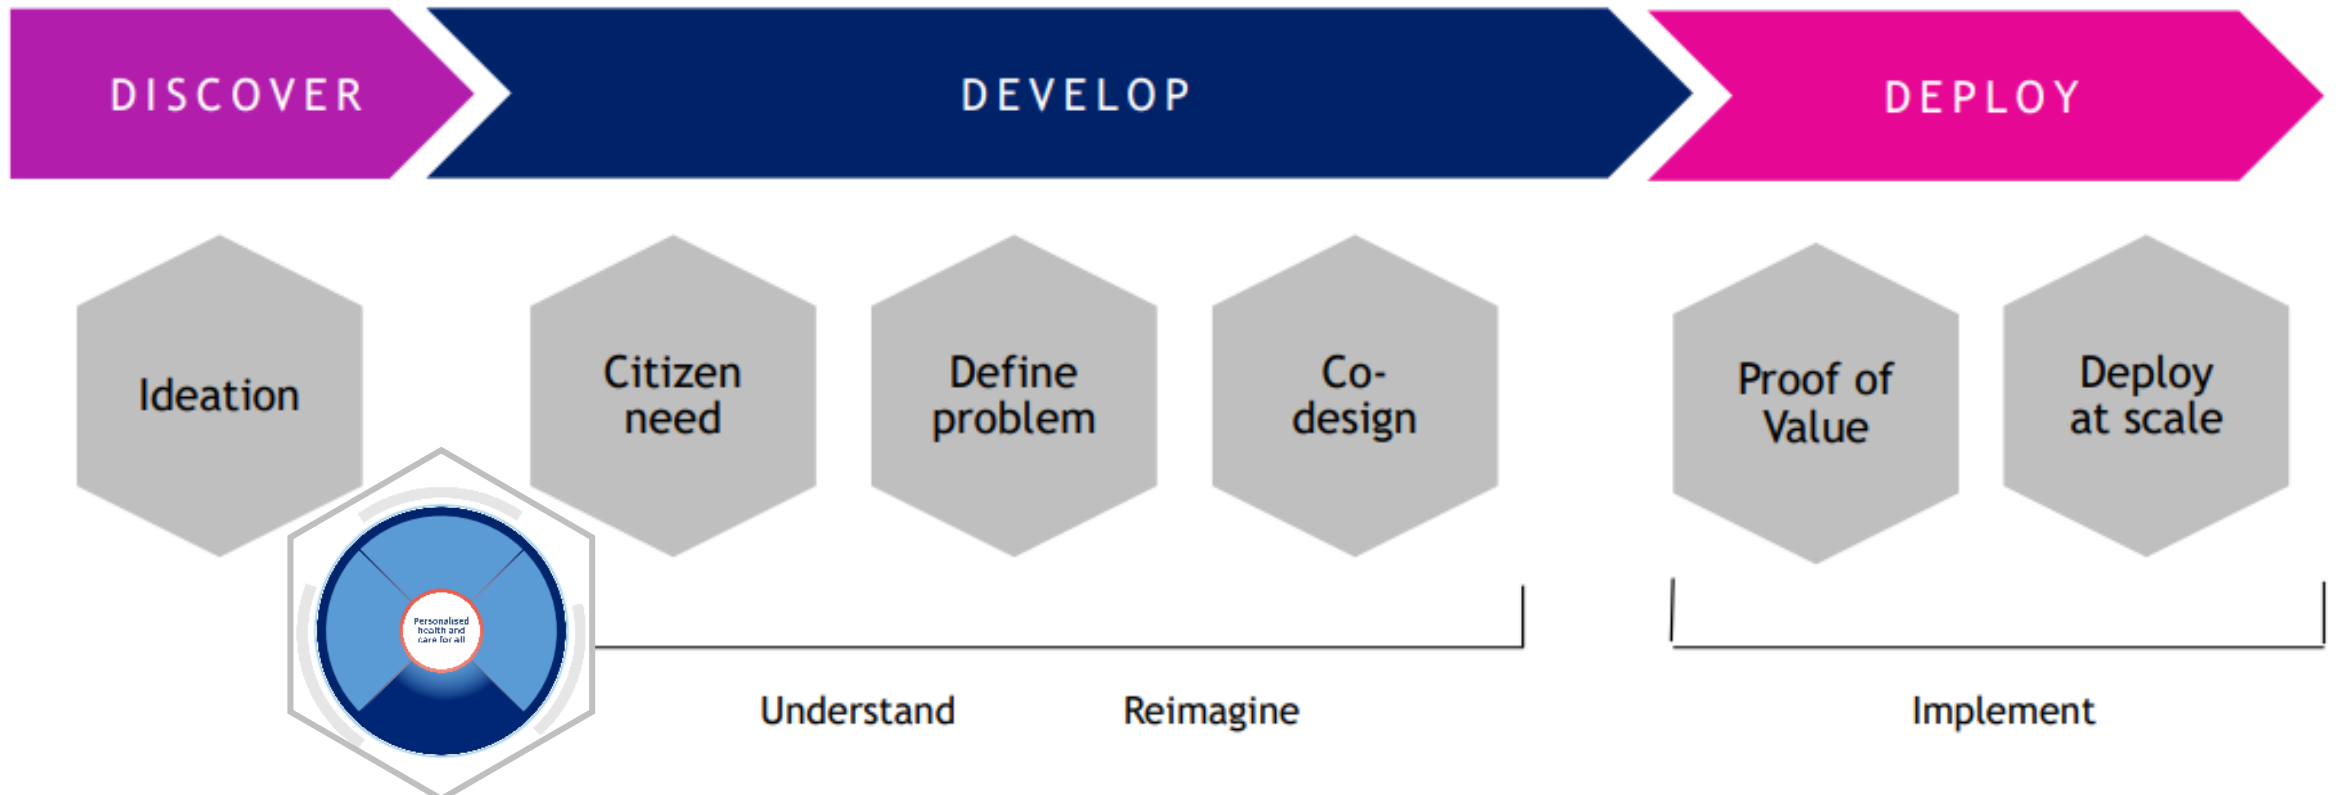 DISCOVER
DEVELOP
DEPLOY
Ideation
Citizen
need
Define
problem
Co-
design
Proof of
Value
Deploy
at scale
Personalised
health and
care for all
Understand
Reimagine
Implement